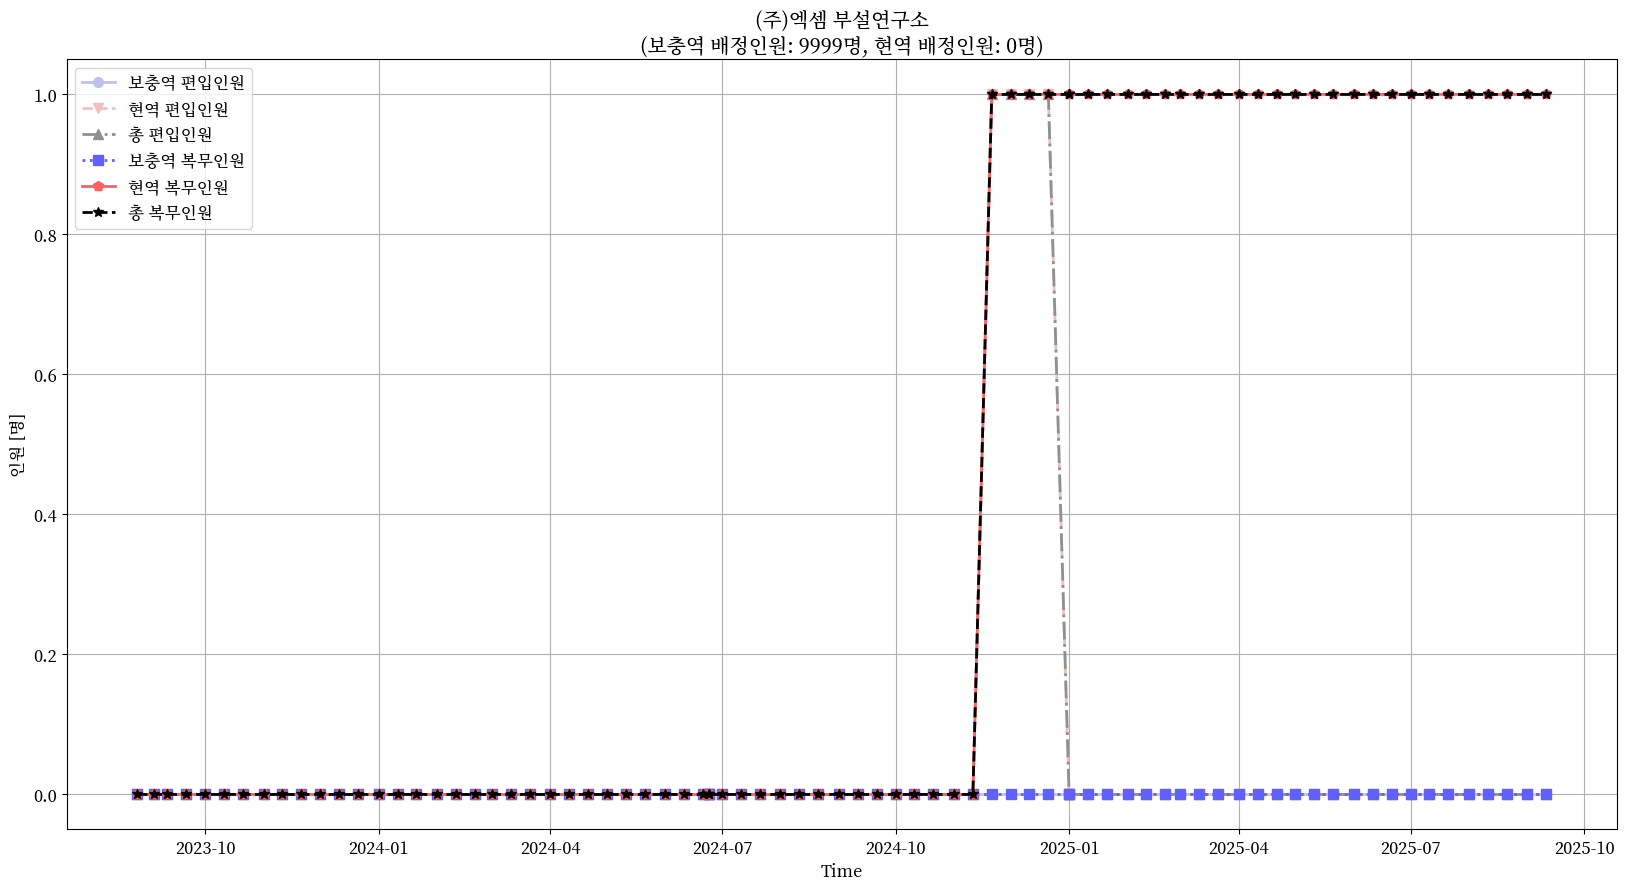 (주)엑셈 부설연구소
(보충역 배정인원: 9999명, 현역 배정인원: 0명)
보충역 편입인원
현역 편입인원
총 편입인원
보충역 복무인원
현역 복무인원
총 복무인원
1.0
0.8
0.6
0.4
0.2
0.0
인원 [명]
2023-10
2024-01
2024-04
2024-07
2024-10
2025-01
2025-04
2025-07
2025-10
Time